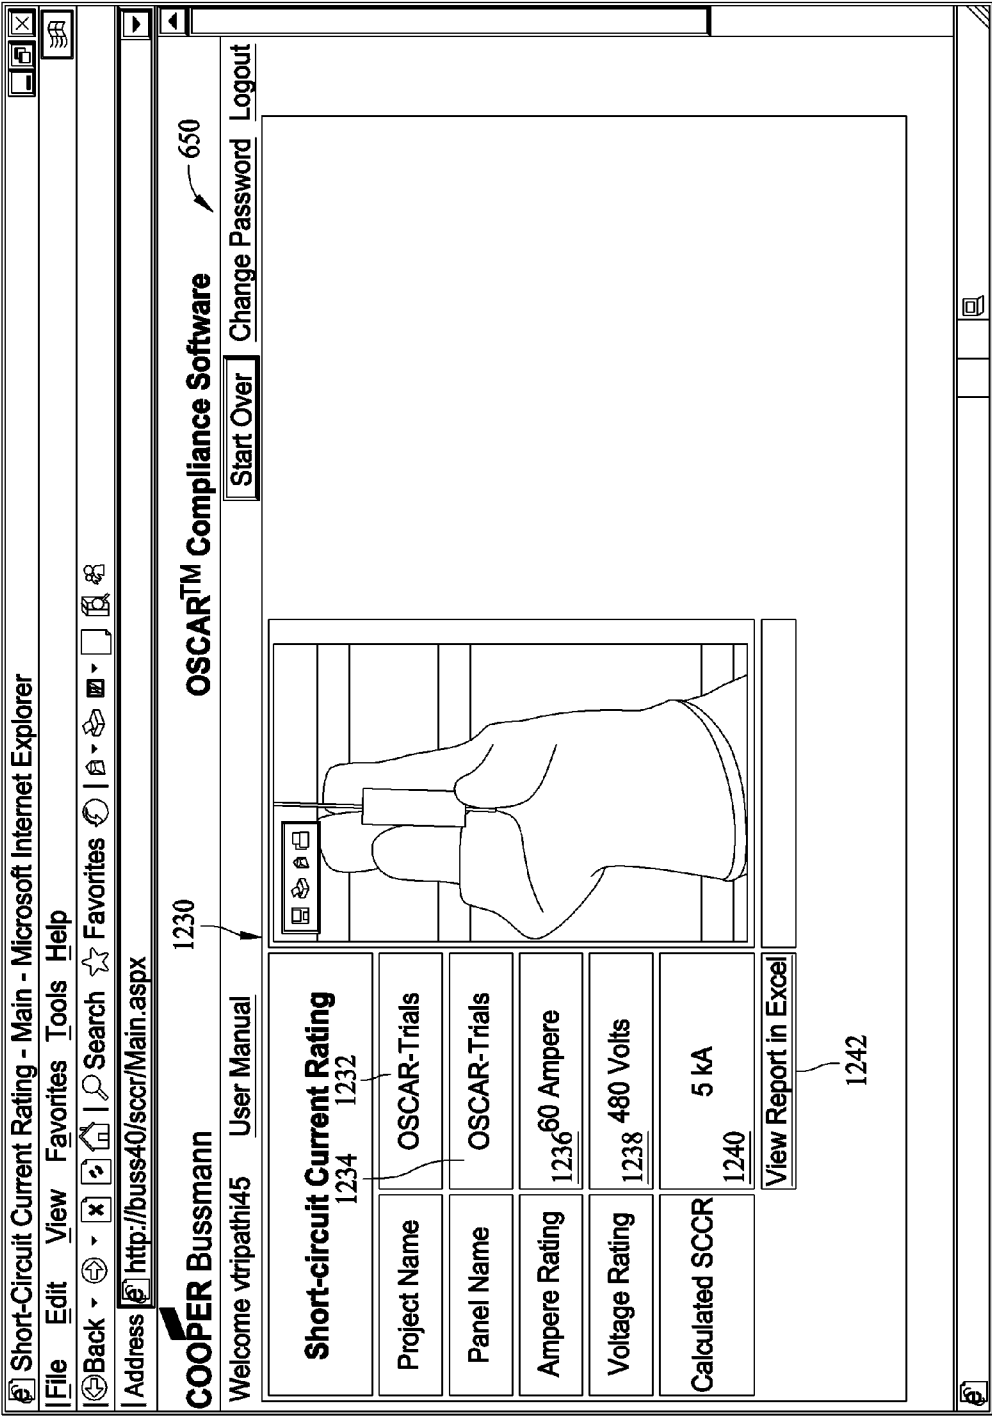 Short-Circuit Current Rating - Main - Microsoft Internet Explorer
File Edit View Favorites Tools Help
Back Search Favorites
Address http://buss40/sccr/Main.aspx
COOPER Bussmann 1230 OSCAR™ Compliance Software 650
Welcome vtripathi45 User Manual Start Over Change Password Logout
Short-circuit Current Rating
1234 1232
Project Name OSCAR-Trials
Panel Name OSCAR-Trials
Ampere Rating 1236 60 Ampere
Voltage Rating 1238 480 Volts
Calculated SCCR 1240 5 kA
View Report in Excel
1242